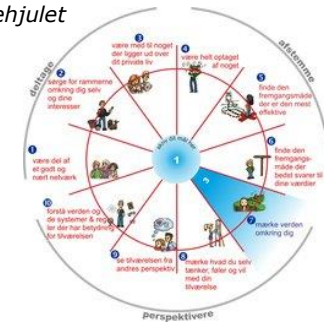 ehjulet
deltage
afstemme
perspektivere
skriv dit mål her
1
3
1
være del af
et godt og
nært netværk
2
sørge for rammerne
omkring dig selv
og dine
interesser
3
være med til noget
der ligger ud over
dit private liv
4
være helt optaget
af noget
5
finde den
fremgangsmåde
der er den mest
effektive
6
finde den
fremgangs-
måde der
bedst svarer til
dine værdier
7
mærke verden
omkring dig
8
mærke hvad du selv
tænker, føler og vil
med din
tilværelse
9
se tilværelsen fra
andres perspektiv
10
forstå verden og
de systemer & reg-
ler der har betydning
for tilværelsen